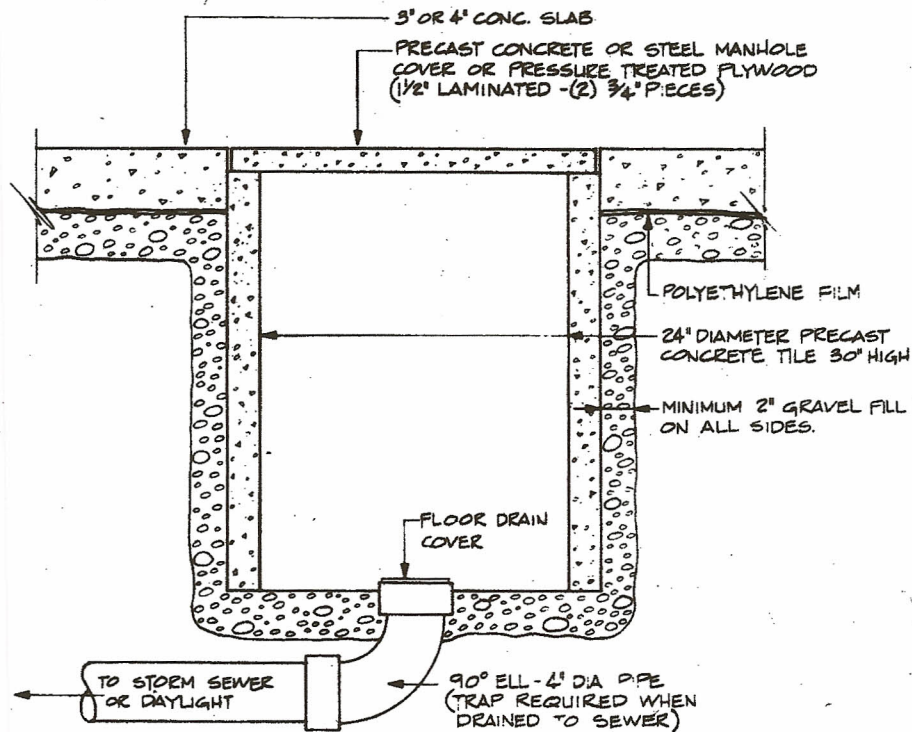 3" OR 4" CONC. SLAB
PRECAST CONCRETE OR STEEL MANHOLE
COVER OR PRESSURE TREATED PLYWOOD
(1 1/2" LAMINATED - (2) 3/4" PIECES)
POLYETHYLENE FILM
24" DIAMETER PRECAST
CONCRETE TILE 30" HIGH
MINIMUM 2" GRAVEL FILL
ON ALL SIDES.
FLOOR DRAIN
COVER
TO STORM SEWER
OR DAYLIGHT
90° ELL - 4" DIA PIPE
(TRAP REQUIRED WHEN
DRAINED TO SEWER)